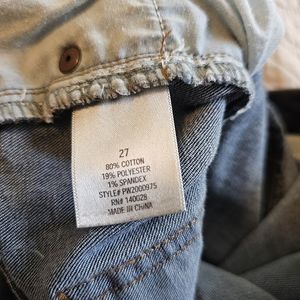 27
80% COTTON
19% POLYESTER
1% SPANDEX
STYLE# PW2000975
RN# 140028
MADE IN CHINA